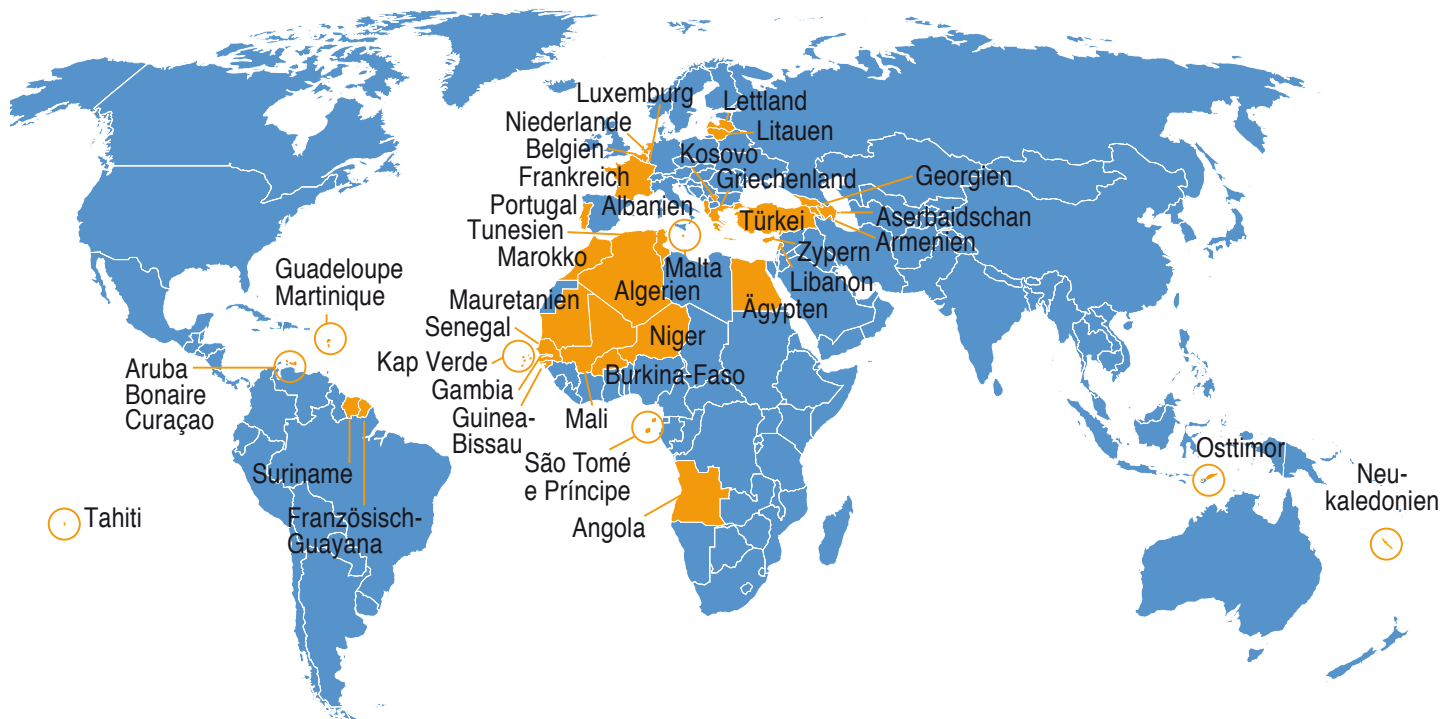 Luxemburg
Lettland
Niederlande
Litauen
Belgien
Kosovo
Frankreich
Griechenland
Georgien
Portugal
Albanien
Türkei
Aserbaidschan
Tunesien
Armenien
Marokko
Zypern
Malta
Libanon
Guadeloupe
Martinique
Mauretanien
Algerien
Ägypten
Senegal
Niger
Kap Verde
Burkina-Faso
Aruba
Bonaire
Curaçao
Gambia
Guinea-
Bissau
Mali
São Tomé
e Príncipe
Suriname
Osttimor
Neu-
kaledonien
Tahiti
Französisch-
Guayana
Angola